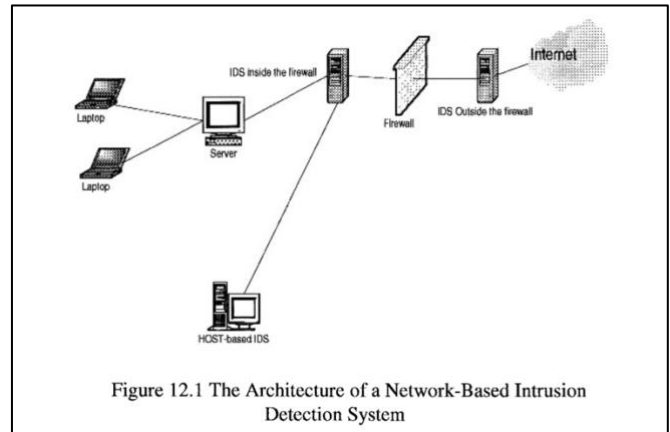 Internet
IDS inside the firewall
Laptop
Firewall
IDS Outside the firewall
Server
Laptop
HOST-based IDS
Figure 12.1 The Architecture of a Network-Based Intrusion
Detection System